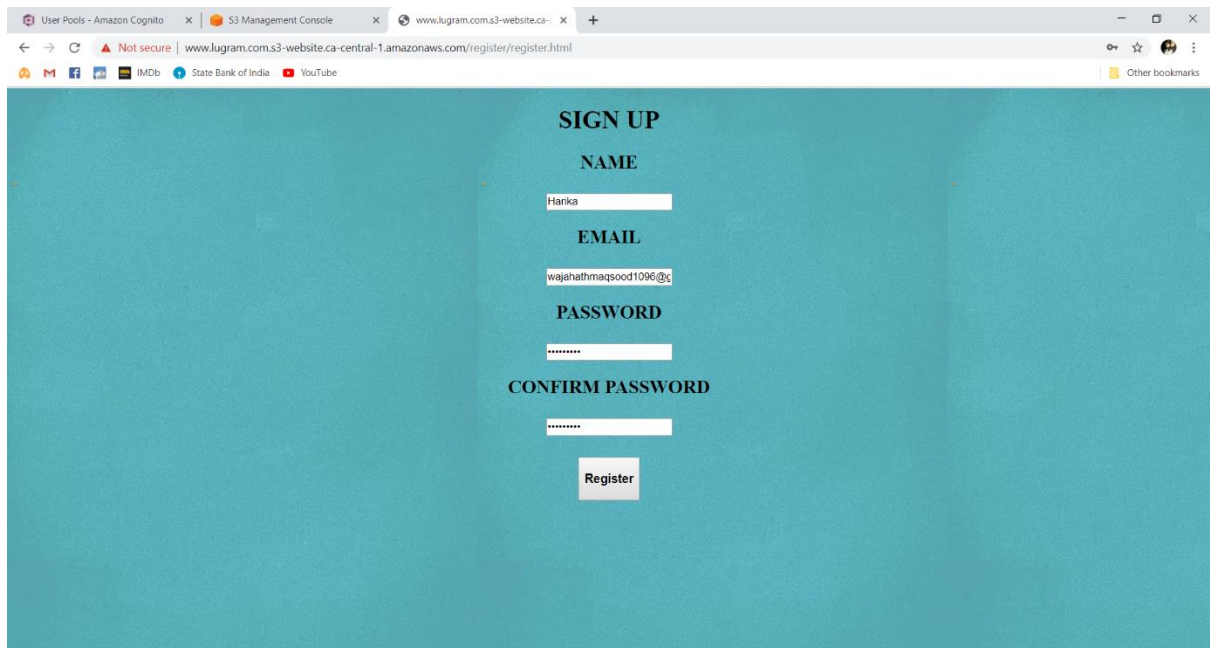 User Pools - Amazon Cognito
S3 Management Console
www.lugram.com.s3-website.ca-c
Not secure | www.lugram.com.s3-website.ca-central-1.amazonaws.com/register/register.html
IMDb
State Bank of India
YouTube
Other bookmarks
SIGN UP
NAME
Harika
EMAIL
wajahathmaqsood1096@g
PASSWORD
•••••••••
CONFIRM PASSWORD
•••••••••
Register